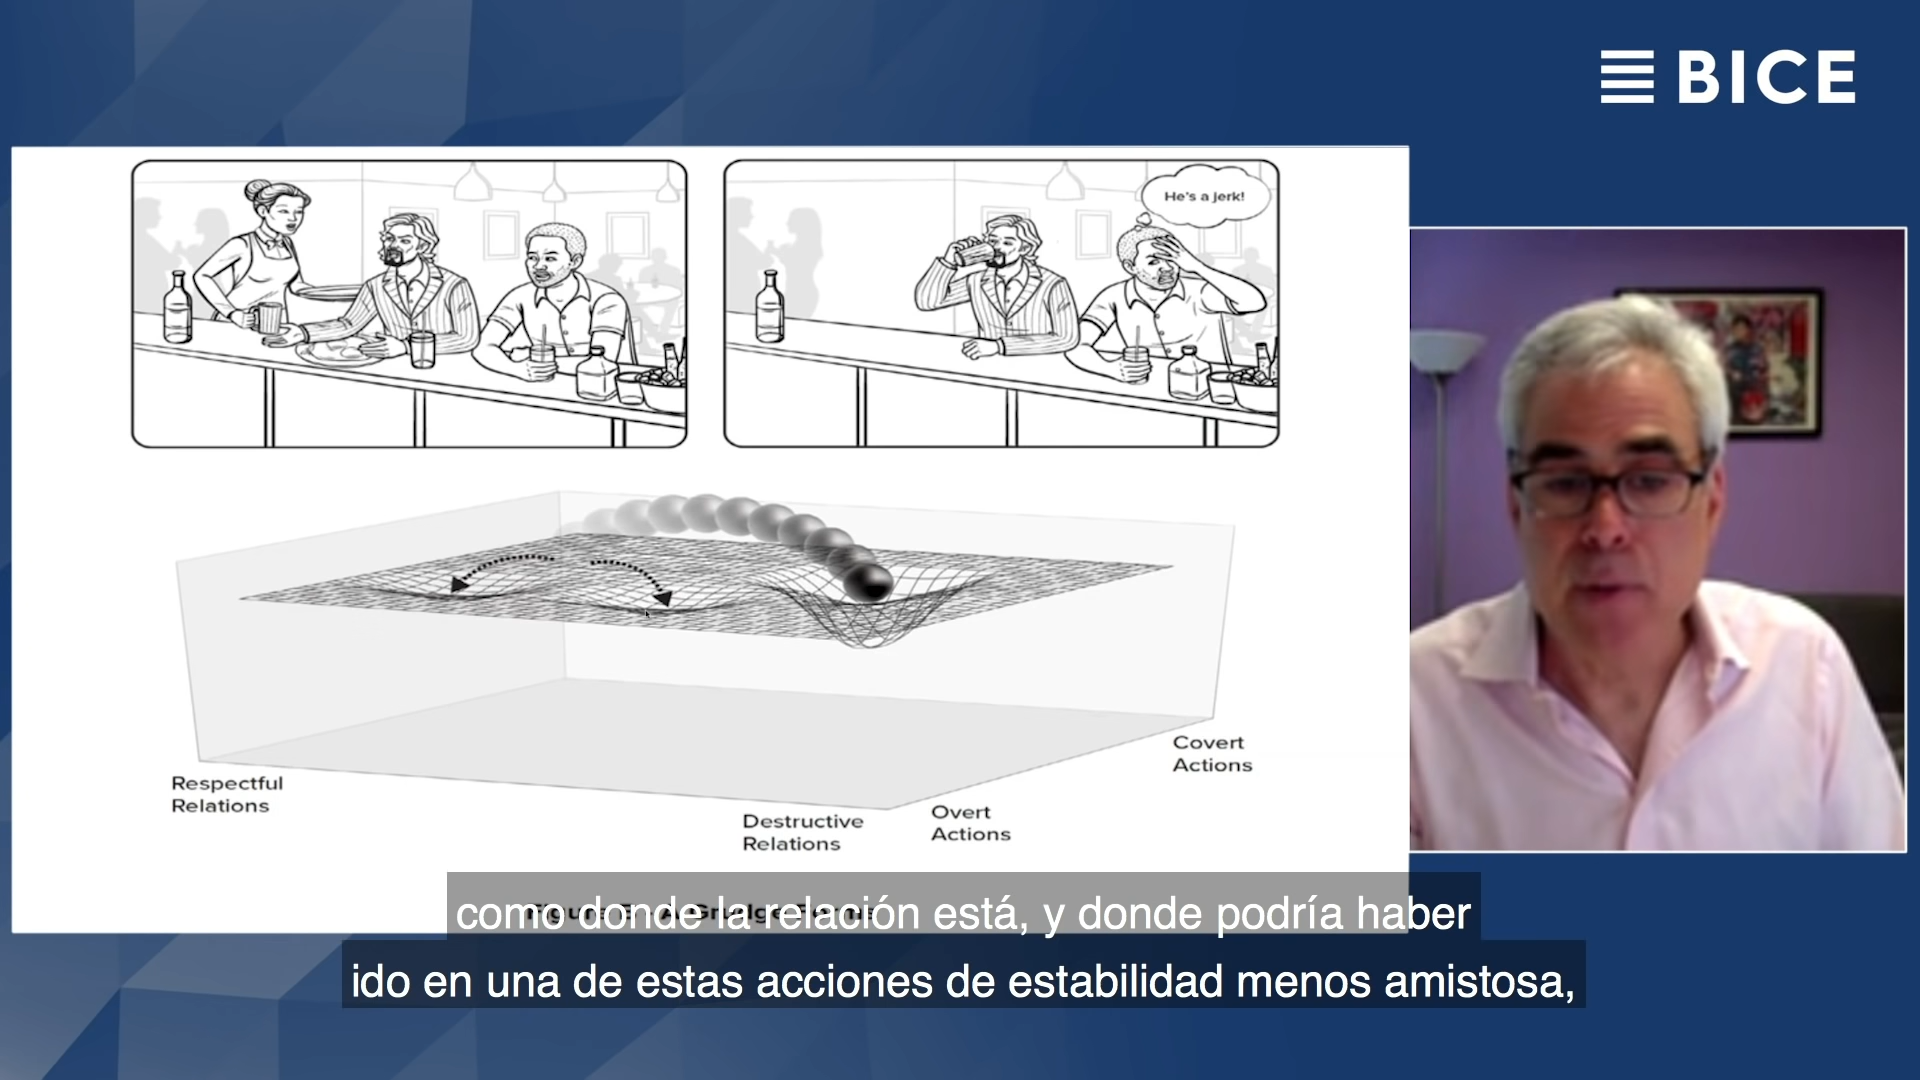 BICE
He's a jerk!
Respectful
Relations
Destructive
Relations
Overt
Actions
Covert
Actions
como donde la relación está, y donde podría haber
ido en una de estas acciones de estabilidad menos amistosa,